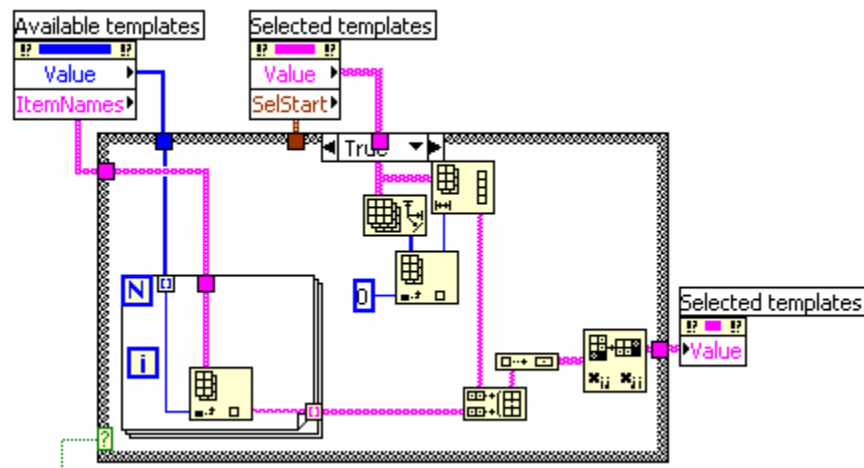 Available templates
Selected templates
Value
ItemNames
Value
SelStart
True
N
i
0
?
Selected templates
Value